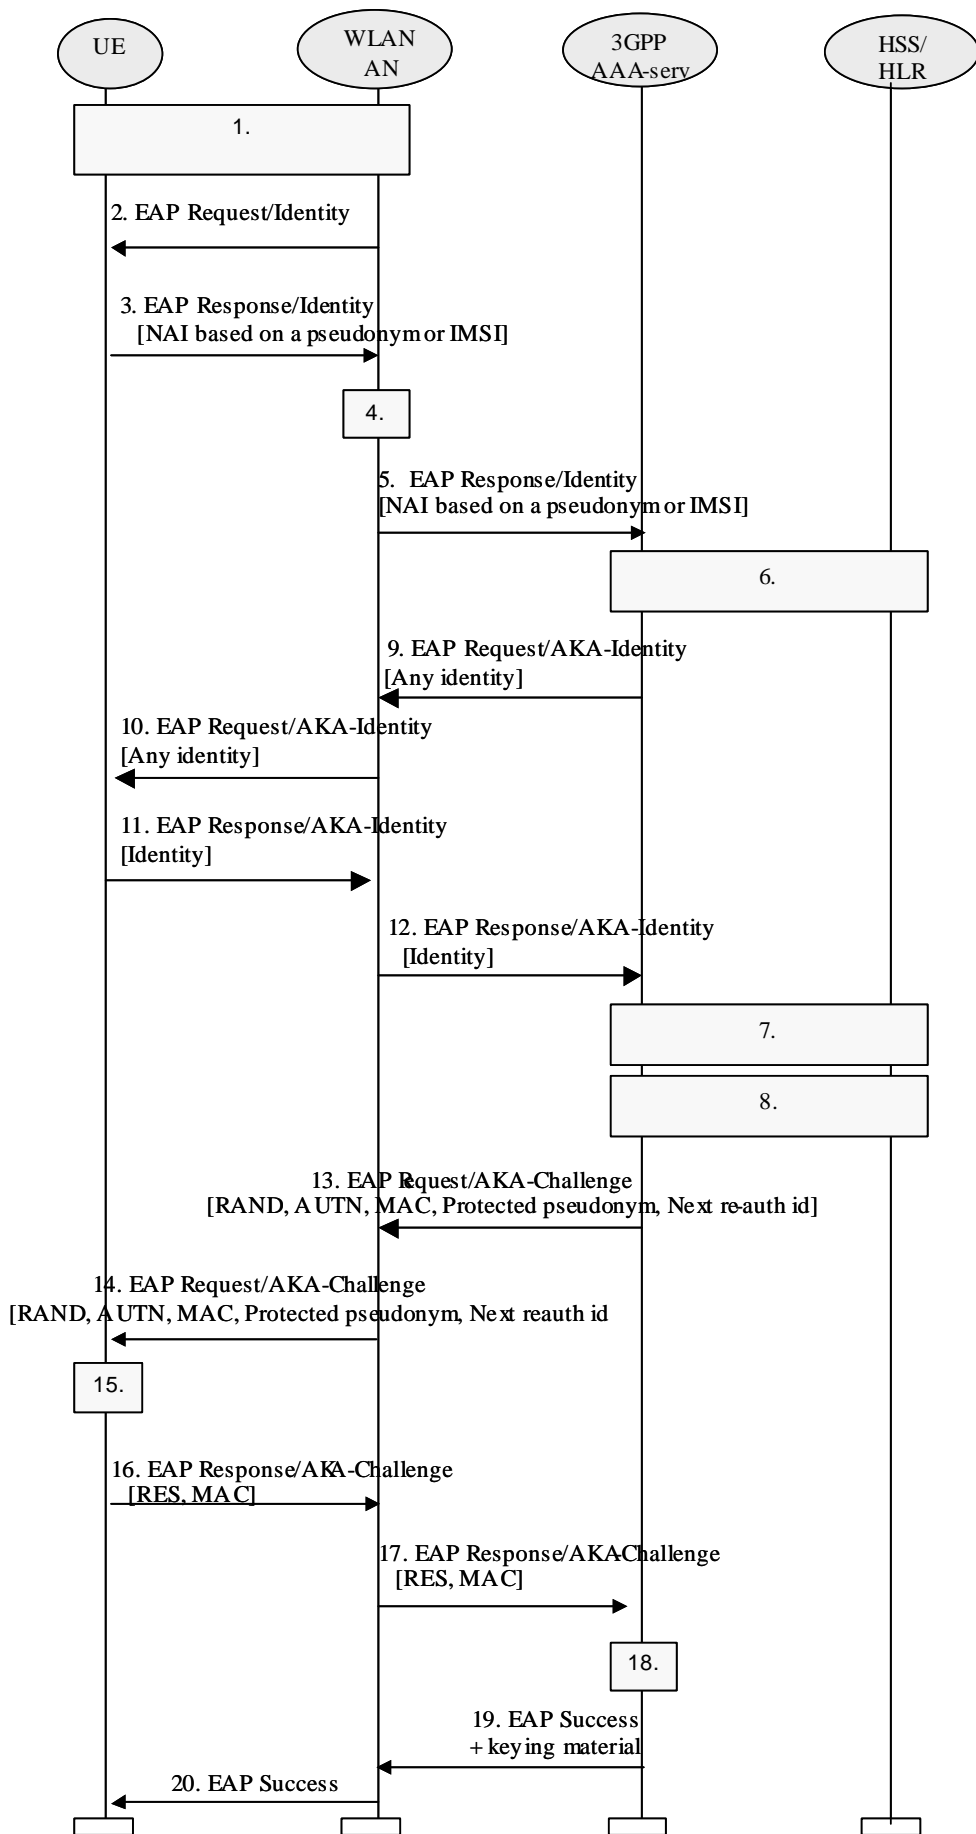 UE
WLAN
AN
3GPP
AAA-serv
HSS/
HLR
1.
2. EAP Request/Identity
3. EAP Response/Identity
[NAI based on a pseudonym or IMSI]
4.
5. EAP Response/Identity
[NAI based on a pseudonym or IMSI]
6.
9. EAP Request/AKA-Identity
[Any identity]
10. EAP Request/AKA-Identity
[Any identity]
11. EAP Response/AKA-Identity
[Identity]
12. EAP Response/AKA-Identity
[Identity]
7.
8.
13. EAP Request/AKA-Challenge
[RAND, AUTN, MAC, Protected pseudonym, Next re-auth id]
14. EAP Request/AKA-Challenge
[RAND, AUTN, MAC, Protected pseudonym, Next reauth id
15.
16. EAP Response/AKA-Challenge
[RES, MAC]
17. EAP Response/AKA-Challenge
[RES, MAC]
18.
19. EAP Success
+ keying material
20. EAP Success